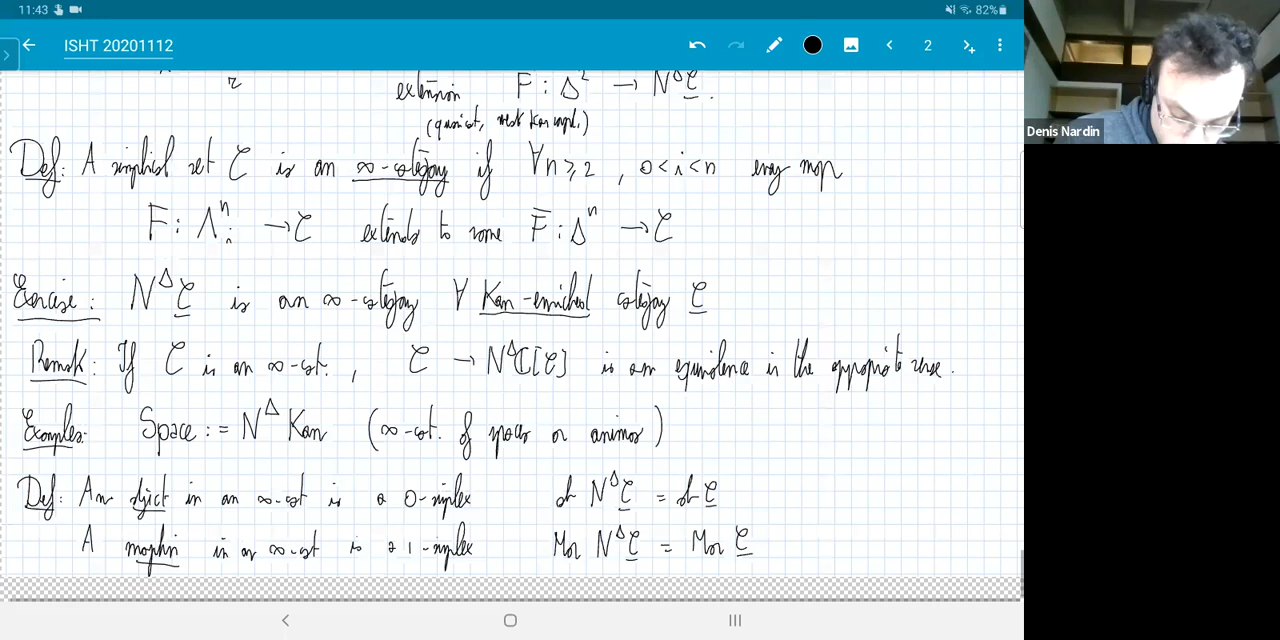 11:43 82%
ISHT 20201112 2
Denis Nardin
extension F : Δ² → N^Δ C.
(quasicat, weak Kan cmpl.)
Def: A simplicial set C is an ∞-category if ∀n≥2, 0<i<n every map
F : Λⁿᵢ → C extends to some F̄ : Δⁿ → C
Exercise: N^Δ C is an ∞-category ∀ Kan-enriched category C
Remark: If C is an ∞-cat., C → N^Δ ℂ[C] is an equivalence in the appropriate sense.
Examples: Space := N^Δ Kan (∞-cat. of spaces or animas)
Def: An object in an ∞-cat is a 0-simplex ob N^Δ C = ob C
A morphism in an ∞-cat is a 1-simplex Mor N^Δ C = Mor C